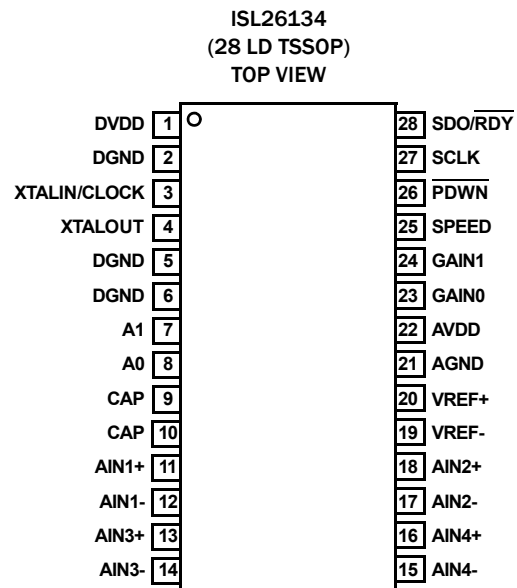 ISL26134
(28 LD TSSOP)
TOP VIEW
DVDD 1 28 SDO/RDY
DGND 2 27 SCLK
XTALIN/CLOCK 3 26 PDWN
XTALOUT 4 25 SPEED
DGND 5 24 GAIN1
DGND 6 23 GAIN0
A1 7 22 AVDD
A0 8 21 AGND
CAP 9 20 VREF+
CAP 10 19 VREF-
AIN1+ 11 18 AIN2+
AIN1- 12 17 AIN2-
AIN3+ 13 16 AIN4+
AIN3- 14 15 AIN4-